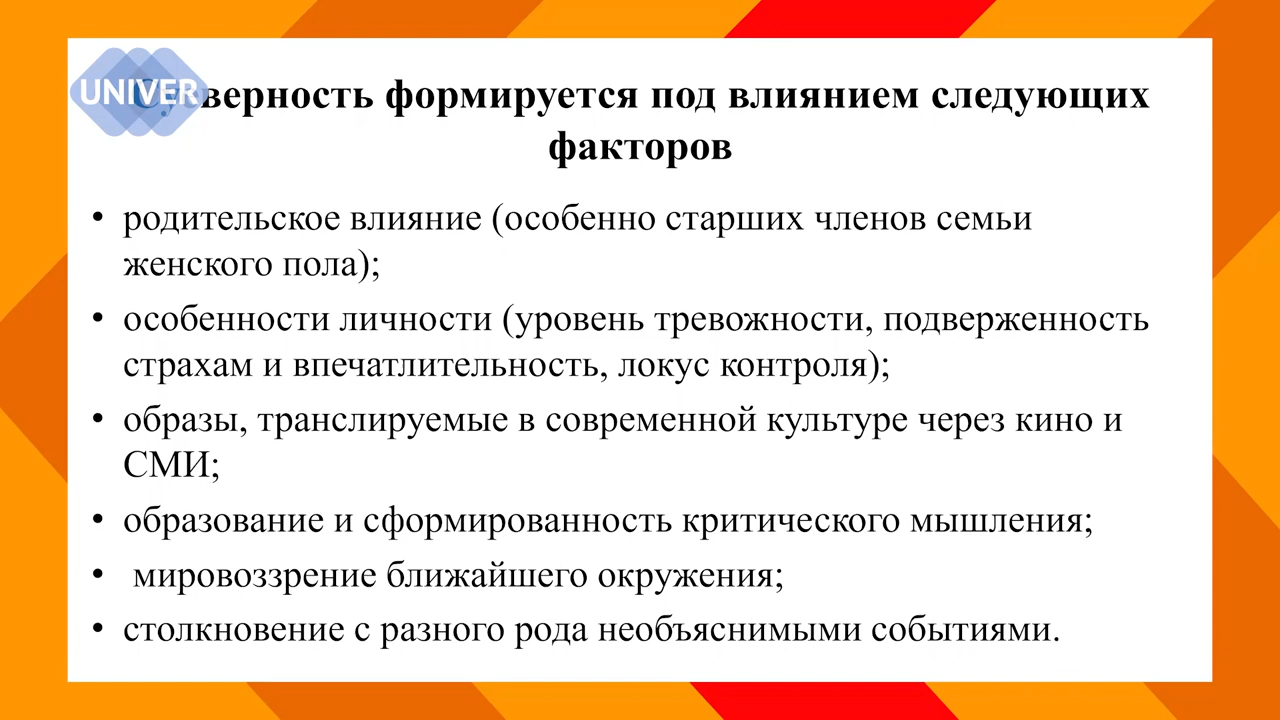 UNIVER
верность формируется под влиянием следующих
факторов
• родительское влияние (особенно старших членов семьи
женского пола);
• особенности личности (уровень тревожности, подверженность
страхам и впечатлительность, локус контроля);
• образы, транслируемые в современной культуре через кино и
СМИ;
• образование и сформированность критического мышления;
• мировоззрение ближайшего окружения;
• столкновение с разного рода необъяснимыми событиями.